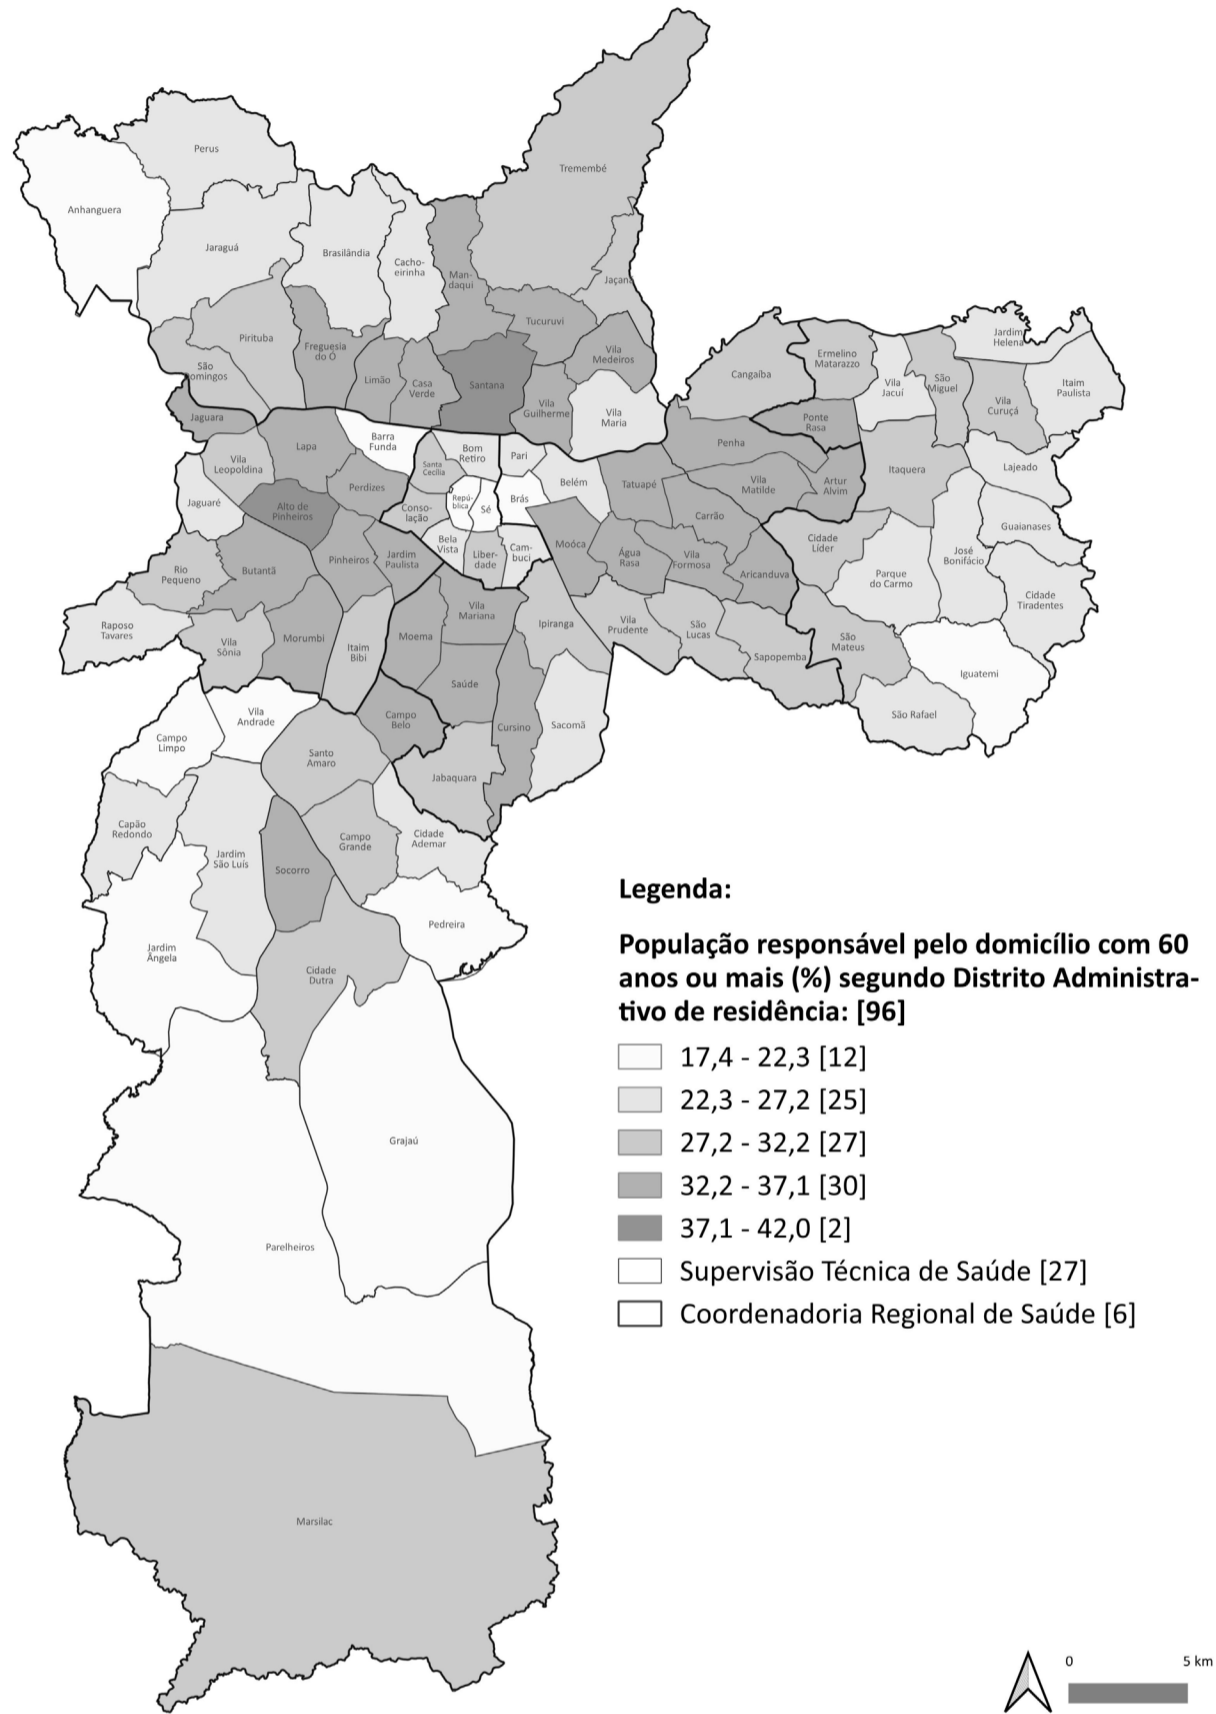 Perus
Tremembé
Anhanguera
Jaraguá
Brasilândia
Cacho-
eirinha
Man-
daqui
Jaçanã
Tucuruvi
Pirituba
Freguesia
do Ó
Vila
Medeiros
São
Domingos
Limão
Casa
Verde
Santana
Vila
Guilherme
Vila
Maria
Jaguara
Cangaíba
Ermelino
Matarazzo
Vila
Jacuí
São
Miguel
Jardim
Helena
Vila
Curuçá
Itaim
Paulista
Ponte
Rasa
Penha
Lapa
Barra
Funda
Vila
Leopoldina
Perdizes
Santa
Cecília
Bom
Retiro
Pari
Belém
Tatuapé
Vila
Matilde
Artur
Alvim
Itaquera
Lajeado
Jaguaré
Alto de
Pinheiros
Conso-
lação
Repú-
blica
Sé
Brás
Carrão
Guaianases
Bela
Vista
Liber-
dade
Cam-
buci
Moóca
Água
Rasa
Vila
Formosa
Aricanduva
Cidade
Líder
Parque
do Carmo
José
Bonifácio
Cidade
Tiradentes
Rio
Pequeno
Butantã
Pinheiros
Jardim
Paulista
Raposo
Tavares
Vila
Sônia
Morumbi
Itaim
Bibi
Moema
Vila
Mariana
Ipiranga
Vila
Prudente
São
Lucas
Sapopemba
São
Mateus
Iguatemi
São Rafael
Saúde
Cursino
Sacomã
Campo
Belo
Vila
Andrade
Campo
Limpo
Santo
Amaro
Jabaquara
Capão
Redondo
Jardim
São Luís
Socorro
Campo
Grande
Cidade
Ademar
Pedreira
Jardim
Ângela
Cidade
Dutra
Grajaú
Parelheiros
Marsilac
Legenda:
População responsável pelo domicílio com 60
anos ou mais (%) segundo Distrito Administra-
tivo de residência: [96]
17,4 - 22,3 [12]
22,3 - 27,2 [25]
27,2 - 32,2 [27]
32,2 - 37,1 [30]
37,1 - 42,0 [2]
Supervisão Técnica de Saúde [27]
Coordenadoria Regional de Saúde [6]
0 5 km